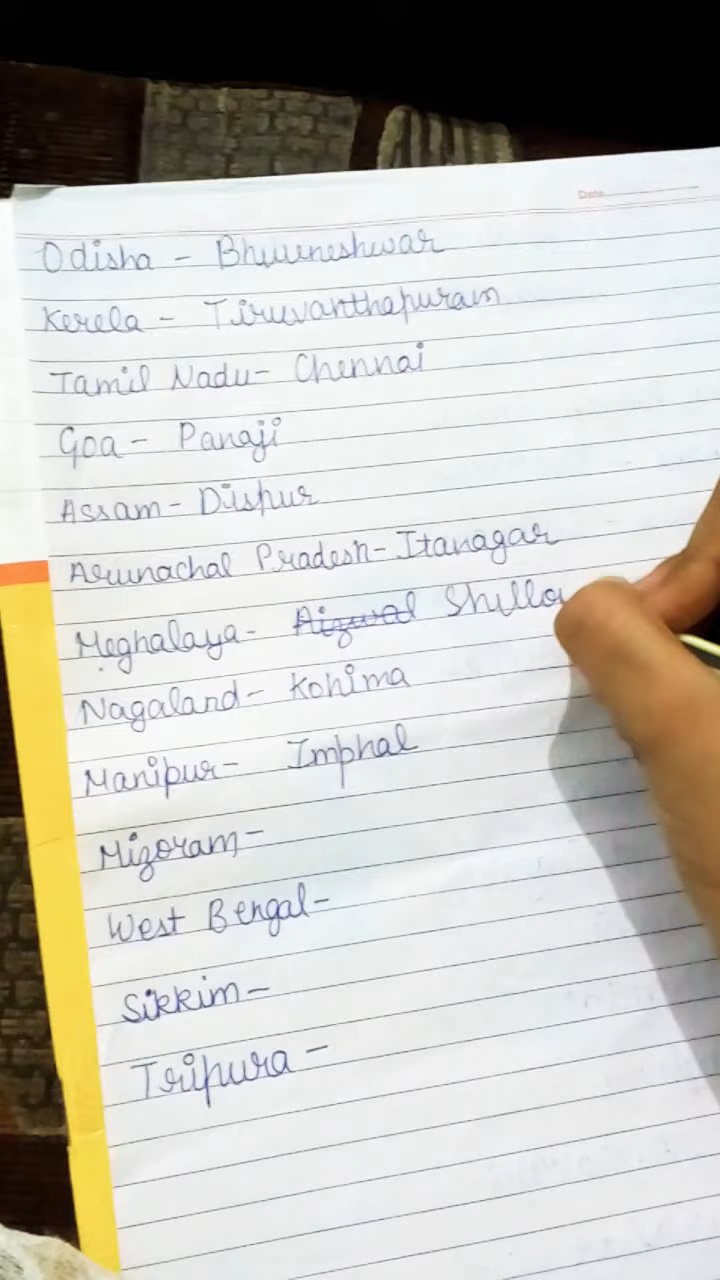 Date
Odisha - Bhuuneshwar
Kerela - Tiruvanthapuram
Tamil Nadu - Chennai
Goa - Panaji
Assam - Dispur
Arunachal Pradesh - Itanagar
Meghalaya - Aizwal Shillo
Nagaland - Kohima
Manipur - Imphal
Mizoram -
West Bengal -
Sikkim -
Tripura -